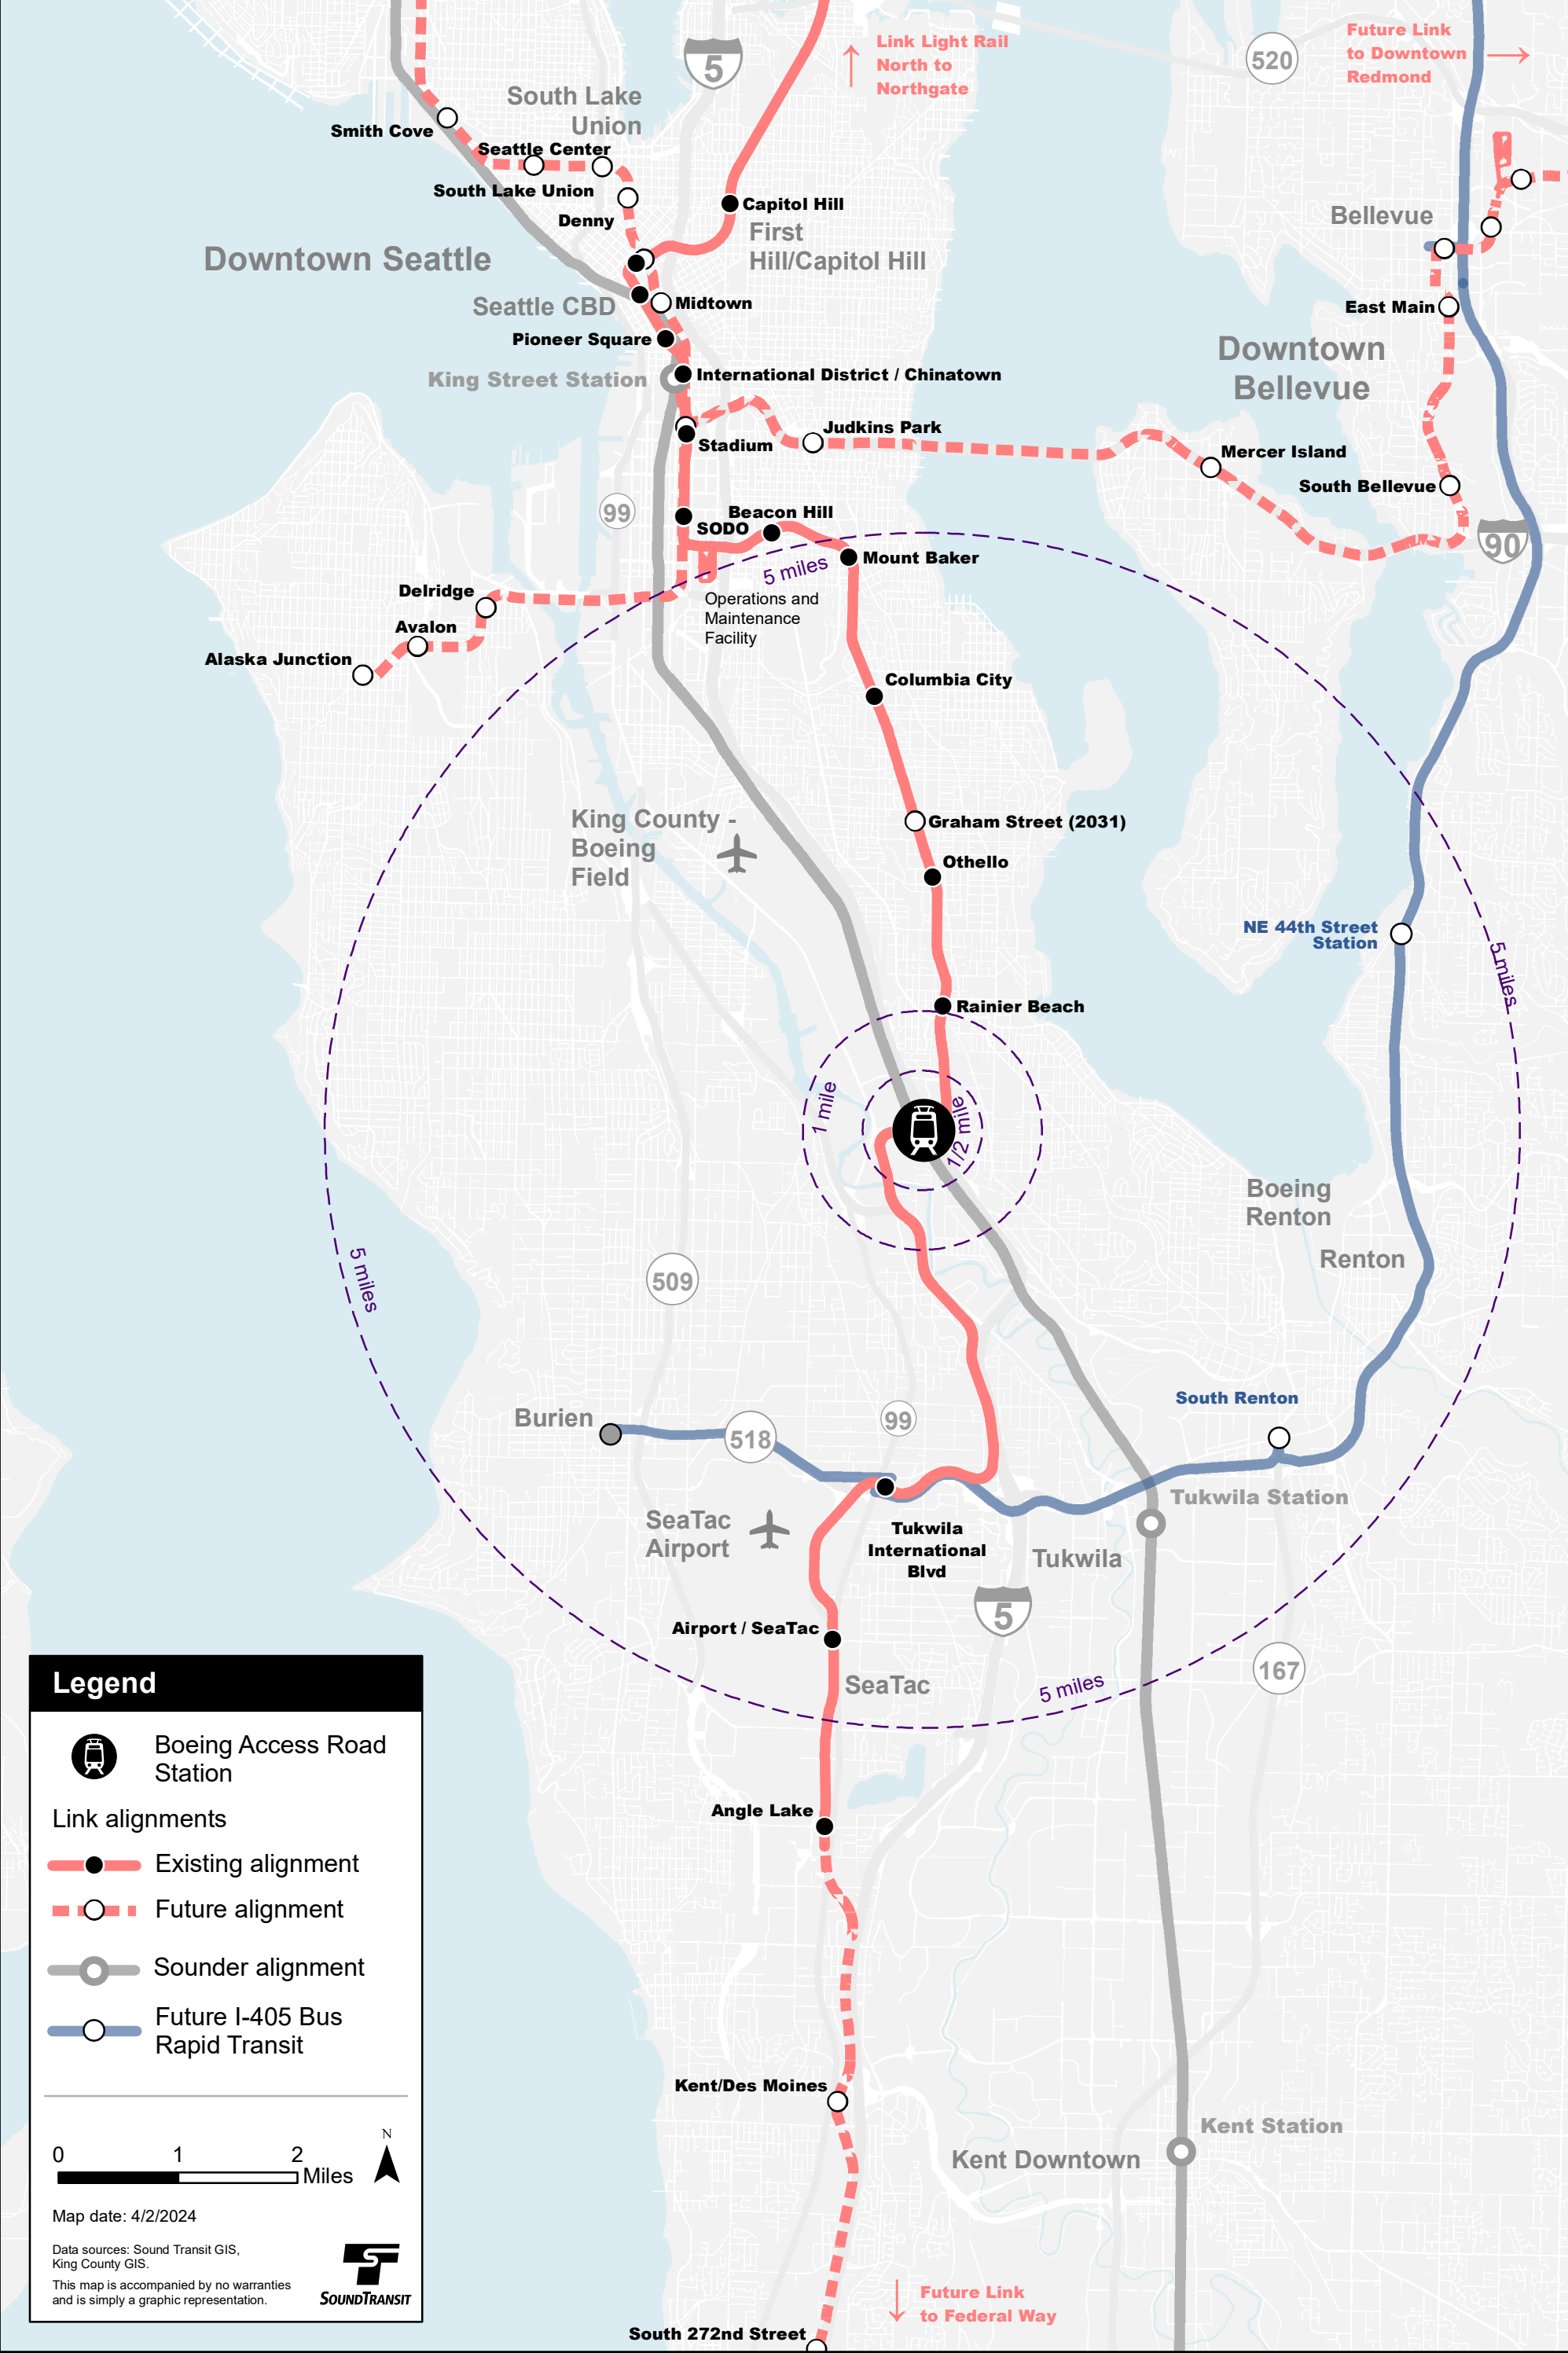 5
520
Link Light Rail
North to
Northgate
Future Link
to Downtown
Redmond
South Lake
Union
Smith Cove
Seattle Center
South Lake Union
Denny
Capitol Hill
First
Hill/Capitol Hill
Bellevue
Downtown Seattle
Seattle CBD
Midtown
East Main
Pioneer Square
Downtown
Bellevue
King Street Station
International District / Chinatown
Judkins Park
Stadium
Mercer Island
South Bellevue
99
Beacon Hill
SODO
90
Mount Baker
5 miles
Delridge
Operations and
Maintenance
Facility
Avalon
Alaska Junction
Columbia City
King County -
Boeing
Field
Graham Street (2031)
Othello
NE 44th Street
Station
5 miles
Rainier Beach
1 mile
1/2 mile
Boeing
Renton
Renton
5 miles
509
South Renton
Burien
518
99
Tukwila Station
SeaTac
Airport
Tukwila
International
Blvd
Tukwila
5
Airport / SeaTac
167
SeaTac
5 miles
Angle Lake
Kent/Des Moines
Kent Station
Kent Downtown
Future Link
to Federal Way
South 272nd Street
Legend
Boeing Access Road
Station
Link alignments
Existing alignment
Future alignment
Sounder alignment
Future I-405 Bus
Rapid Transit
N
0 1 2
Miles
Map date: 4/2/2024
Data sources: Sound Transit GIS,
King County GIS.
This map is accompanied by no warranties
and is simply a graphic representation.
SOUNDTRANSIT